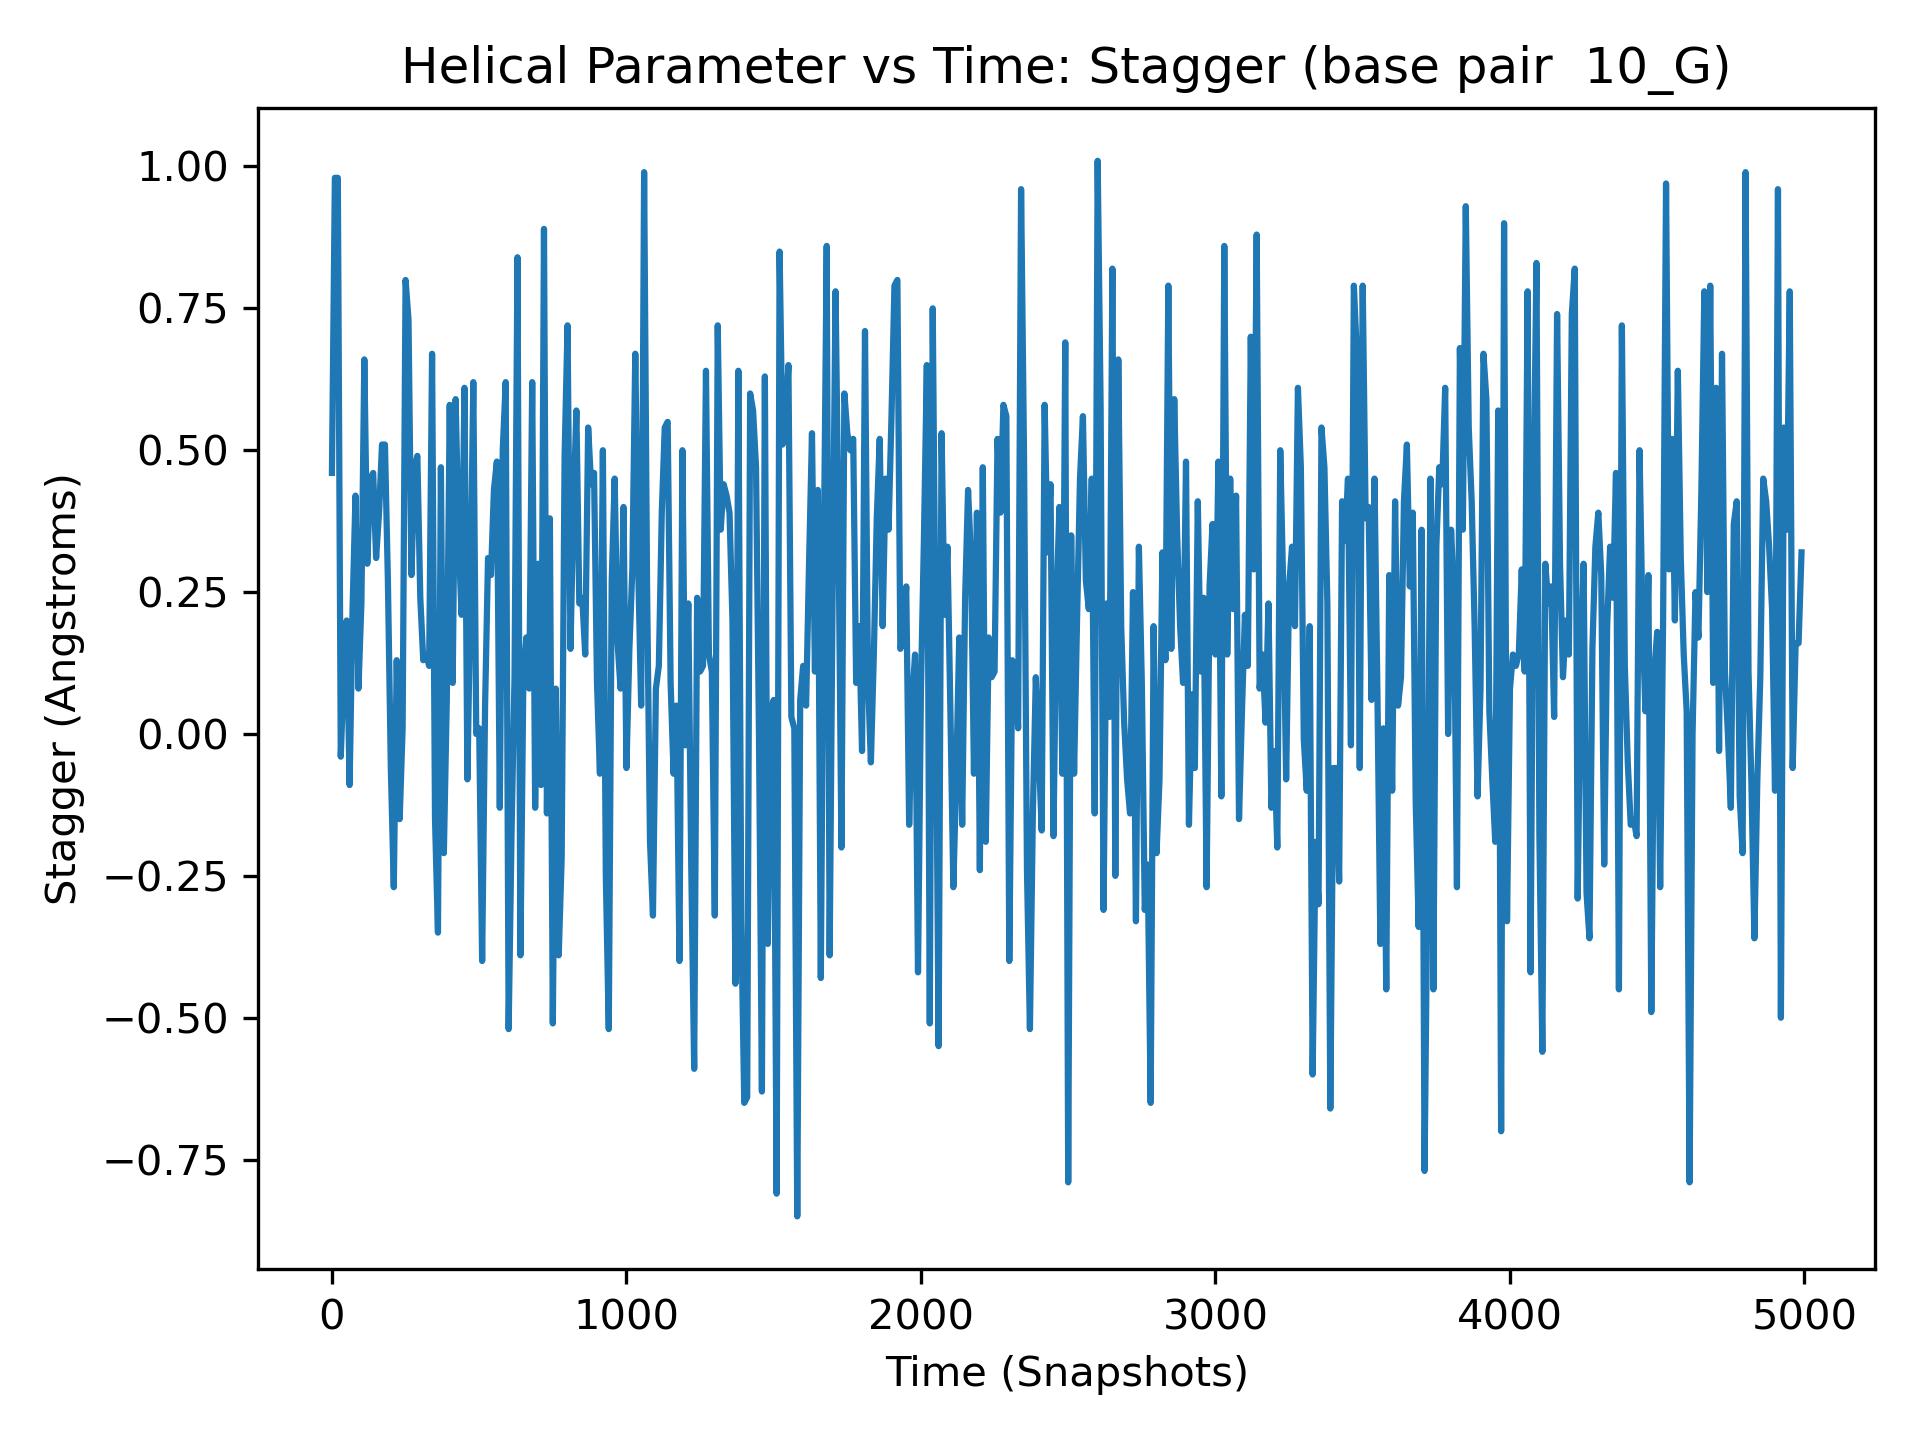 Helical Parameter vs Time: Stagger (base pair  10_G)
1.00
0.75
0.50
0.25
0.00
−0.25
−0.50
−0.75
Stagger (Angstroms)
0 1000 2000 3000 4000 5000
Time (Snapshots)